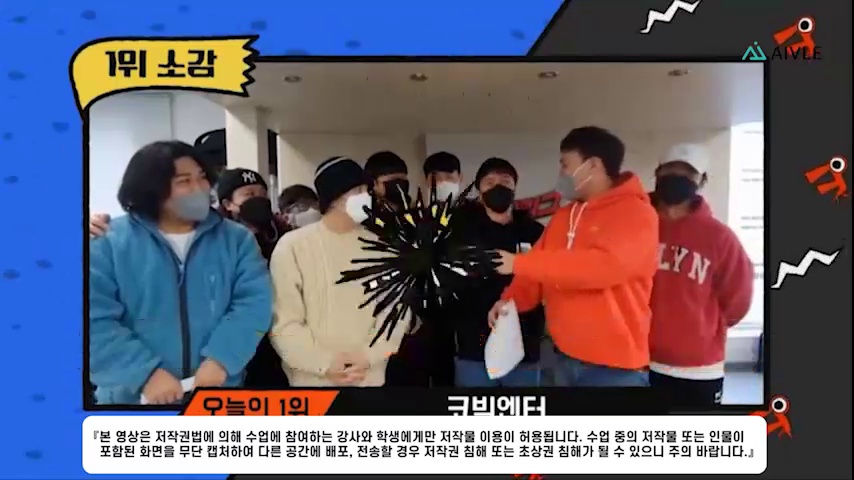 1위 소감
AIVLE
NY
LYN
오늘의 1위
코빅엔터
『본 영상은 저작권법에 의해 수업에 참여하는 강사와 학생에게만 저작물 이용이 허용됩니다. 수업 중의 저작물 또는 인물이
포함된 화면을 무단 캡처하여 다른 공간에 배포, 전송할 경우 저작권 침해 또는 초상권 침해가 될 수 있으니 주의 바랍니다.』